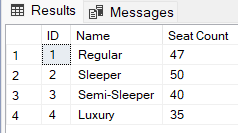 Results Messages
ID Name Seat Count
1 1 Regular 47
2 2 Sleeper 50
3 3 Semi-Sleeper 40
4 4 Luxury 35